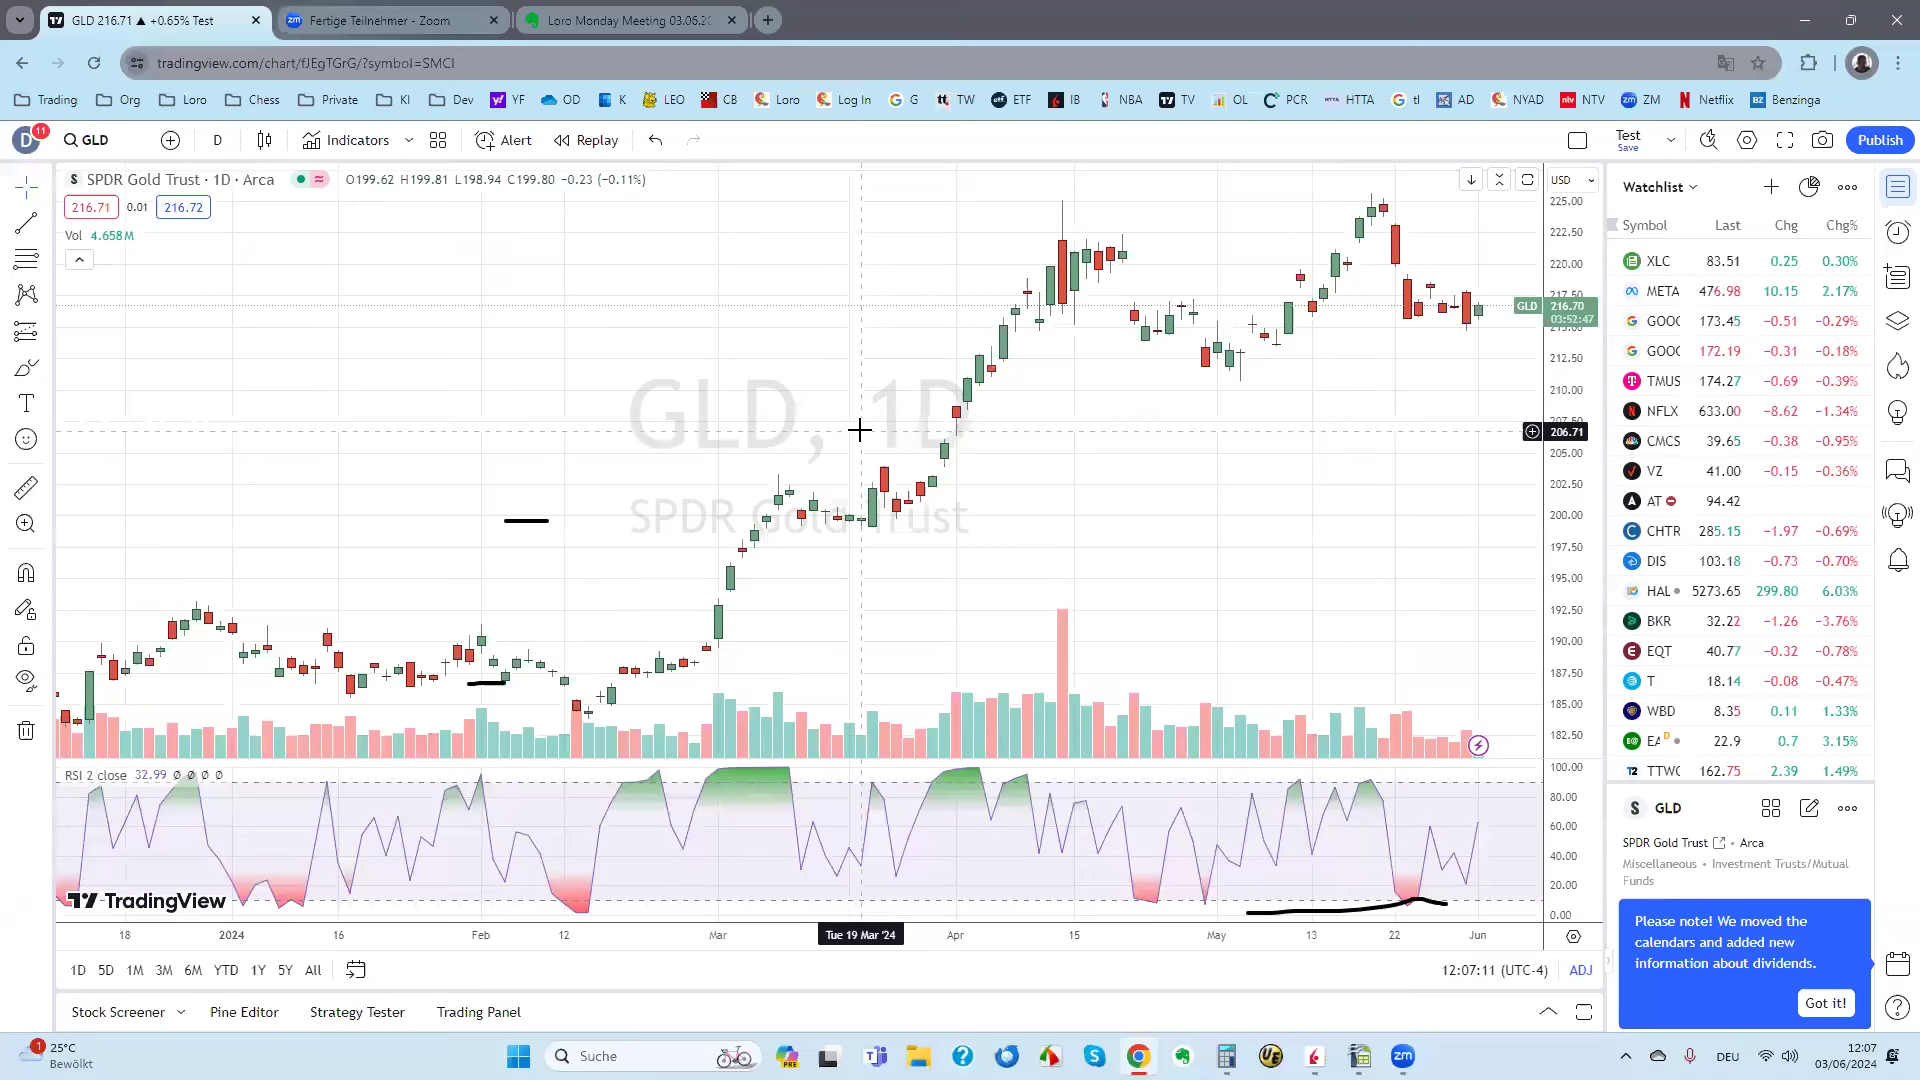 GLD 216.71 ▲ +0.65% Test
Fertige Teilnehmer - Zoom
Loro Monday Meeting 03.06.20
tradingview.com/chart/fJEgTGrG/?symbol=SMCI
Trading Org Loro Chess Private KI Dev YF OD K LEO CB Loro Log In G TW ETF IB NBA TV OL PCR HTTA tl AD NYAD NTV ZM Netflix Benzinga
D 11 GLD D Indicators Alert Replay Test Save Publish
SPDR Gold Trust · 1D · Arca O199.62 H199.81 L198.94 C199.80 −0.23 (−0.11%)
216.71 0.01 216.72
Vol 4.658M
GLD, 1D
SPDR Gold Trust
USD
225.00
222.50
220.00
217.50
GLD 216.70
03:52:47
215.00
212.50
210.00
207.50
206.71
205.00
202.50
200.00
197.50
195.00
192.50
190.00
187.50
185.00
182.50
RSI 2 close 32.99 Ø Ø Ø Ø
100.00
80.00
60.00
40.00
20.00
0.00
TradingView
18 2024 16 Feb 12 Mar Tue 19 Mar '24 Apr 15 May 13 22 Jun
1D 5D 1M 3M 6M YTD 1Y 5Y All
12:07:11 (UTC-4) ADJ
Stock Screener Pine Editor Strategy Tester Trading Panel
Watchlist
Symbol Last Chg Chg%
XLC 83.51 0.25 0.30%
META 476.98 10.15 2.17%
GOOG 173.45 −0.51 −0.29%
GOOG 172.19 −0.31 −0.18%
TMUS 174.27 −0.69 −0.39%
NFLX 633.00 −8.62 −1.34%
CMCS 39.65 −0.38 −0.95%
VZ 41.00 −0.15 −0.36%
AT 94.42
CHTR 285.15 −1.97 −0.69%
DIS 103.18 −0.73 −0.70%
HAL 5273.65 299.80 6.03%
BKR 32.22 −1.26 −3.76%
EQT 40.77 −0.32 −0.78%
T 18.14 −0.08 −0.47%
WBD 8.35 0.11 1.33%
EA D 22.9 0.7 3.15%
TTWO 162.75 2.39 1.49%
S GLD
SPDR Gold Trust • Arca
Miscellaneous • Investment Trusts/Mutual
Funds
Please note! We moved the
calendars and added new
information about dividends.
Got it!
1 25°C
Bewölkt
Suche
PRE
UE
zm
DEU
12:07
03/06/2024